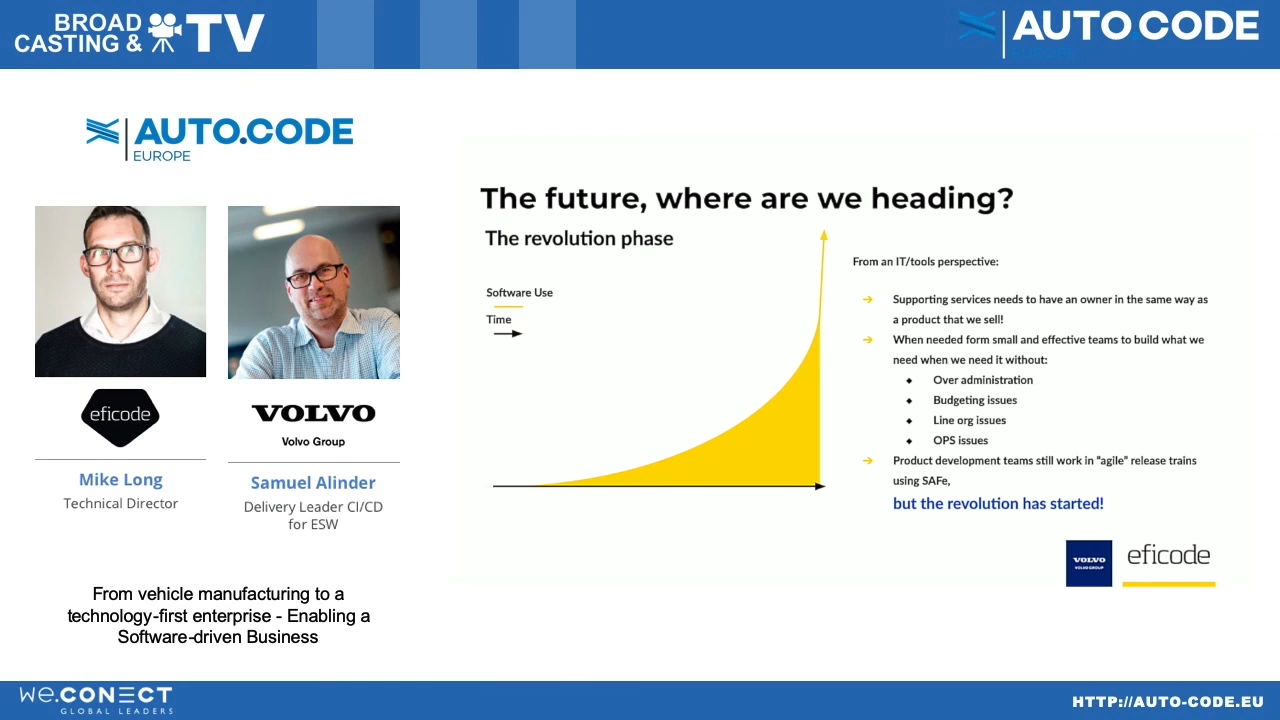 BROAD
CASTING & TV
AUTO.CODE
EUROPE
AUTO.CODE
EUROPE
eficode
Mike Long
Technical Director
VOLVO
Volvo Group
Samuel Alinder
Delivery Leader CI/CD
for ESW
From vehicle manufacturing to a
technology-first enterprise - Enabling a
Software-driven Business
The future, where are we heading?
The revolution phase
Software Use
Time
From an IT/tools perspective:
Supporting services needs to have an owner in the same way as
a product that we sell!
When needed form small and effective teams to build what we
need when we need it without:
Over administration
Budgeting issues
Line org issues
OPS issues
Product development teams still work in “agile” release trains
using SAFe,
but the revolution has started!
VOLVO
VOLVO GROUP
eficode
we.CONECT
GLOBAL LEADERS
HTTP://AUTO-CODE.EU